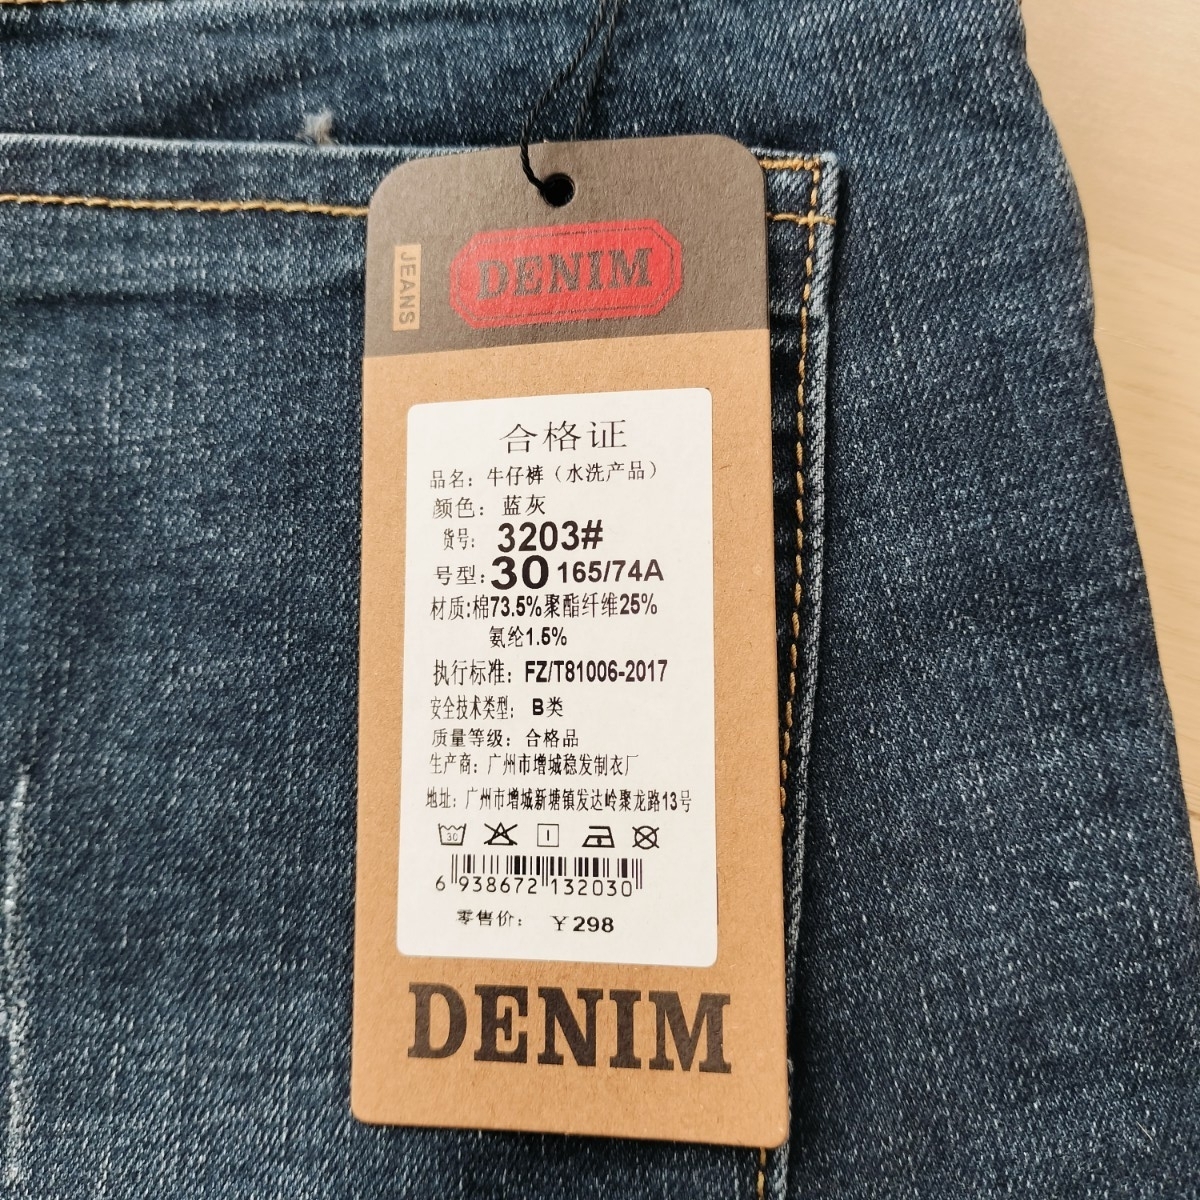 JEANS
DENIM
合格证
品名：牛仔裤（水洗产品）
颜色：蓝灰
货号：3203#
号型：30 165/74A
材质:棉73.5%聚酯纤维25%
氨纶1.5%
执行标准：FZ/T81006-2017
安全技术类型：B类
质量等级：合格品
生产商：广州市增城稳发制衣厂
地址：广州市增城新塘镇发达岭聚龙路13号
30
6 938672 132030
零售价：￥298
DENIM